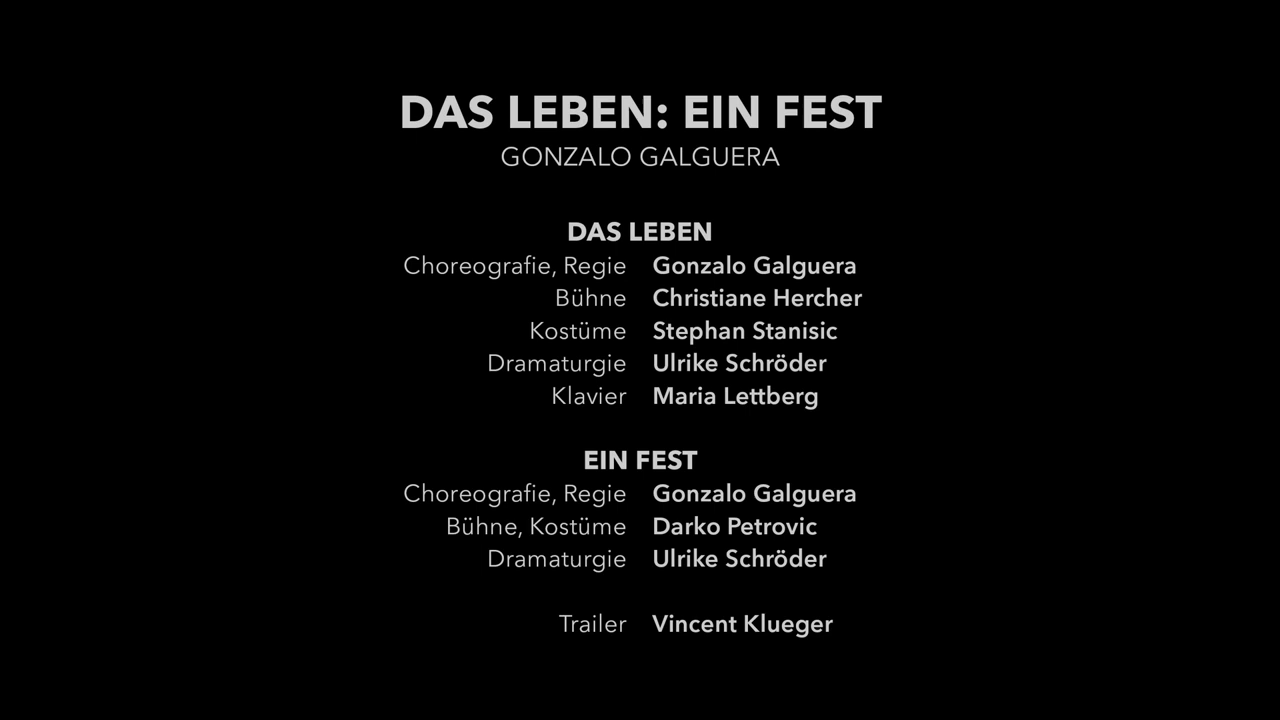 DAS LEBEN: EIN FEST
GONZALO GALGUERA
DAS LEBEN
Choreografie, Regie Gonzalo Galguera
Bühne Christiane Hercher
Kostüme Stephan Stanisic
Dramaturgie Ulrike Schröder
Klavier Maria Lettberg
EIN FEST
Choreografie, Regie Gonzalo Galguera
Bühne, Kostüme Darko Petrovic
Dramaturgie Ulrike Schröder
Trailer Vincent Klueger